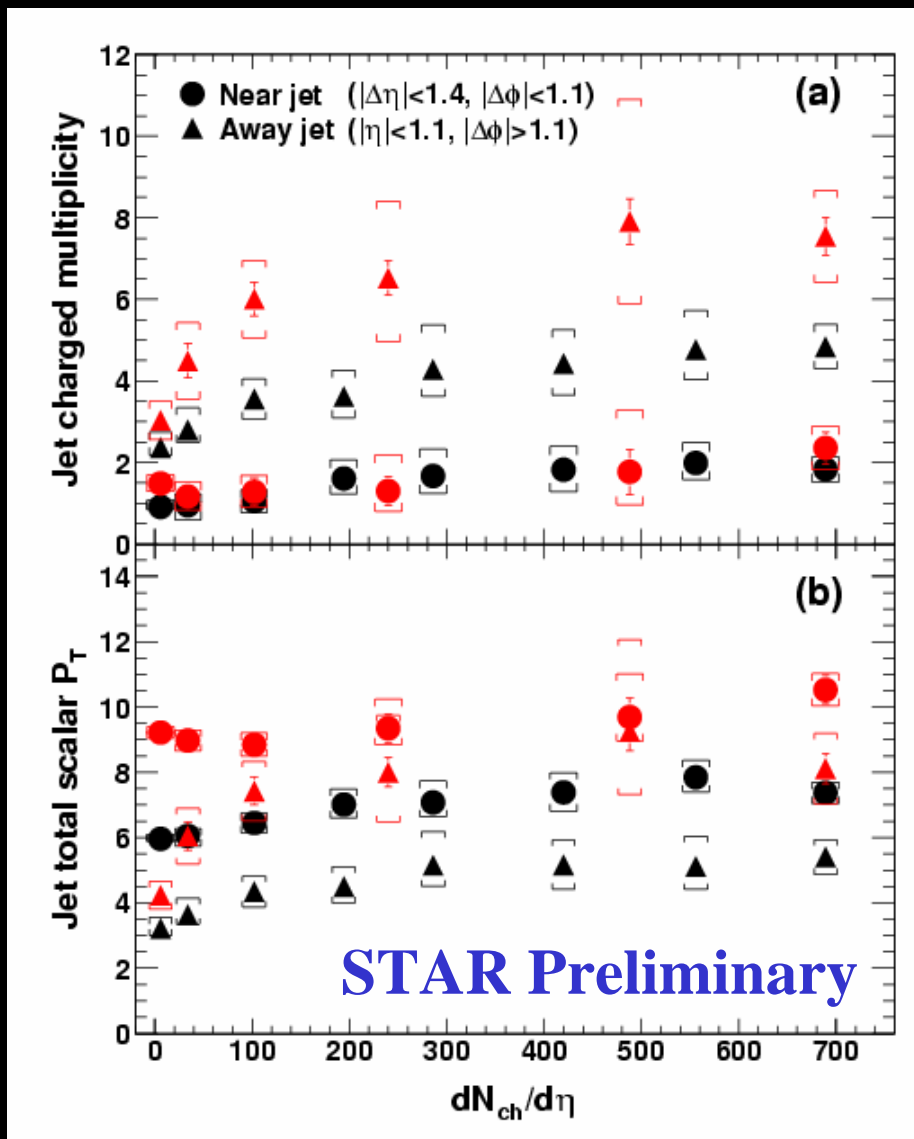 12
10
8
6
4
2
0
Jet charged multiplicity
(a)
Near jet (|Δη|<1.4, |Δϕ|<1.1)
Away jet (|η|<1.1, |Δϕ|>1.1)
14
12
10
8
6
4
2
0
Jet total scalar P_T
(b)
STAR Preliminary
0 100 200 300 400 500 600 700
dN_ch/dη